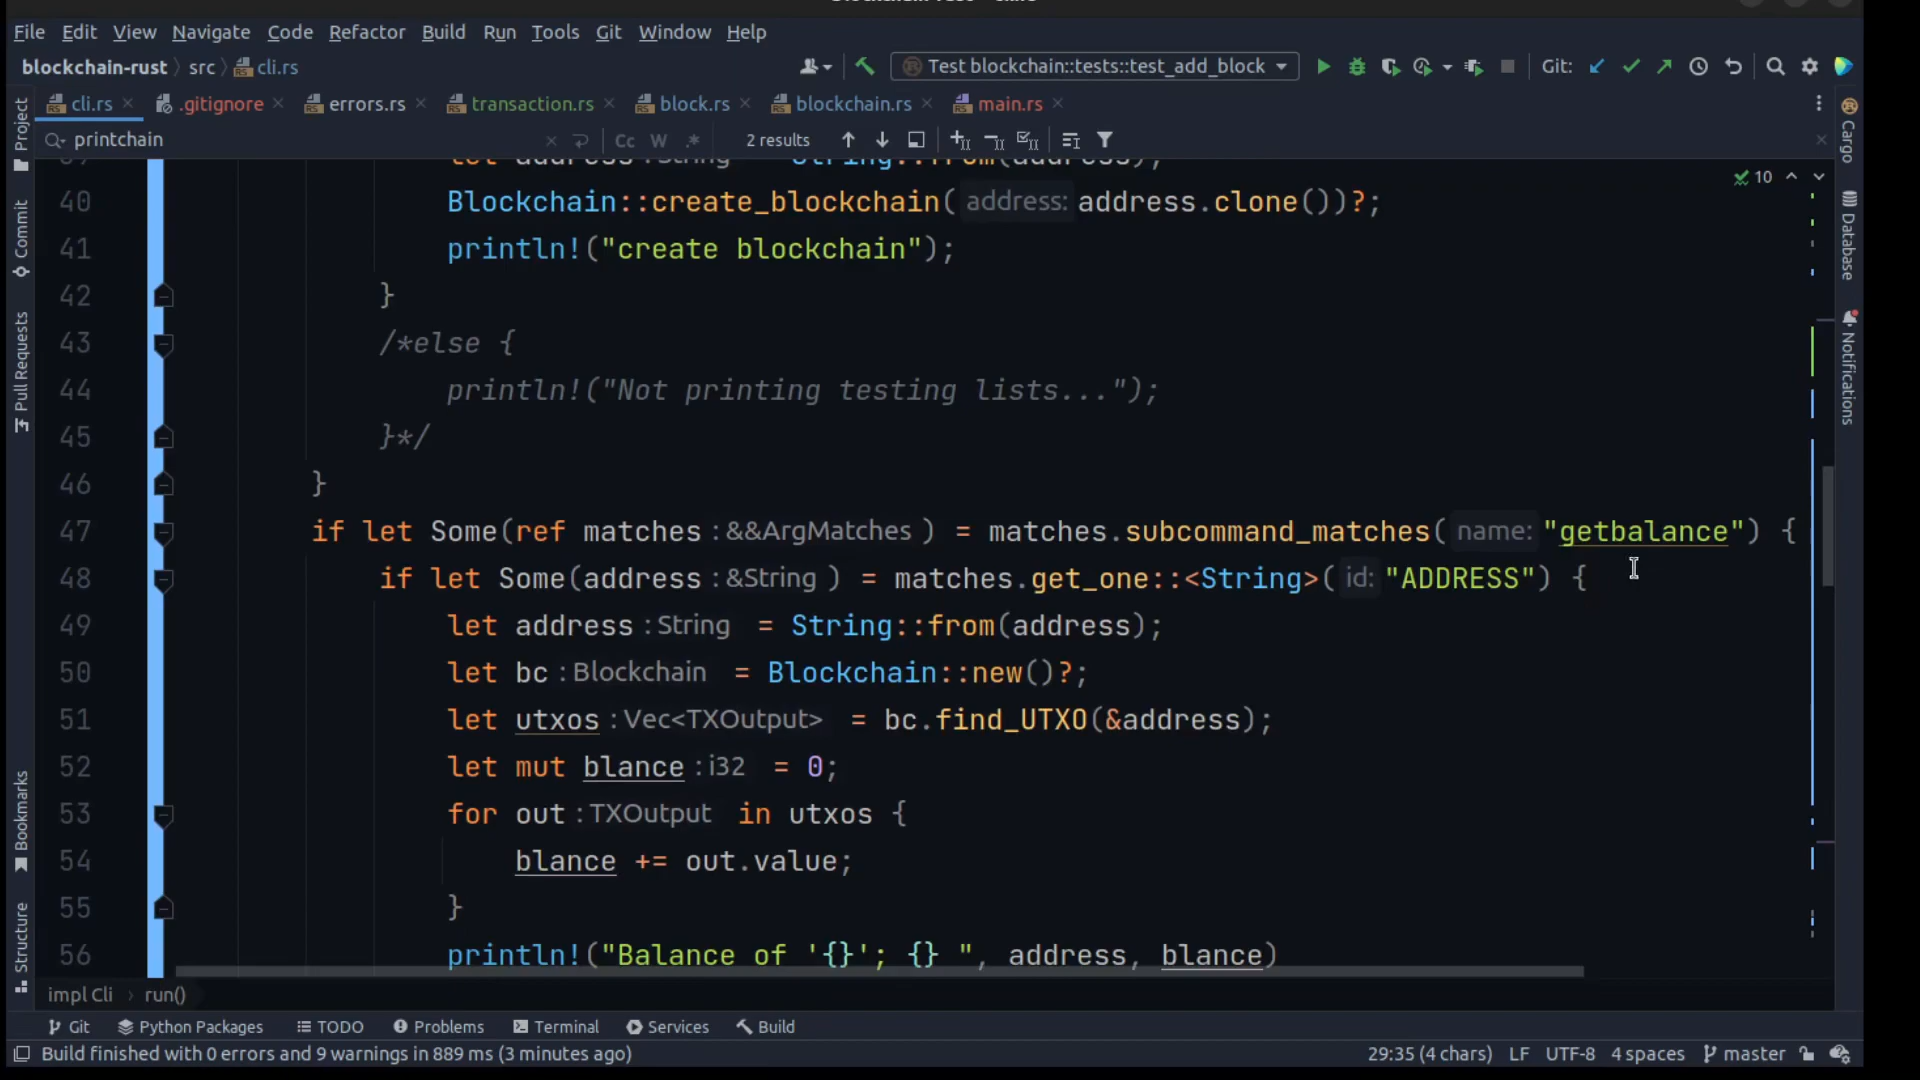 File Edit View Navigate Code Refactor Build Run Tools Git Window Help
blockchain-rust src cli.rs Test blockchain::tests::test_add_block Git:
cli.rs .gitignore errors.rs transaction.rs block.rs blockchain.rs main.rs
printchain Cc W .* 2 results
let address: String = String::from(address);
10
40 Blockchain::create_blockchain( address: address.clone())?;
41 println!("create blockchain");
42 }
43 /*else {
44 println!("Not printing testing lists...");
45 }*/
46 }
47 if let Some(ref matches : &&ArgMatches ) = matches.subcommand_matches( name: "getbalance") {
48 if let Some(address : &String ) = matches.get_one::<String>( id: "ADDRESS") {
49 let address : String = String::from(address);
50 let bc : Blockchain = Blockchain::new()?;
51 let utxos : Vec<TXOutput> = bc.find_UTXO(&address);
52 let mut blance : i32 = 0;
53 for out : TXOutput in utxos {
54 blance += out.value;
55 }
56 println!("Balance of '{}'; {} ", address, blance)
impl Cli run()
Git Python Packages TODO Problems Terminal Services Build
Build finished with 0 errors and 9 warnings in 889 ms (3 minutes ago) 29:35 (4 chars) LF UTF-8 4 spaces master
Project
Commit
Pull Requests
Bookmarks
Structure
Cargo
Database
Notifications